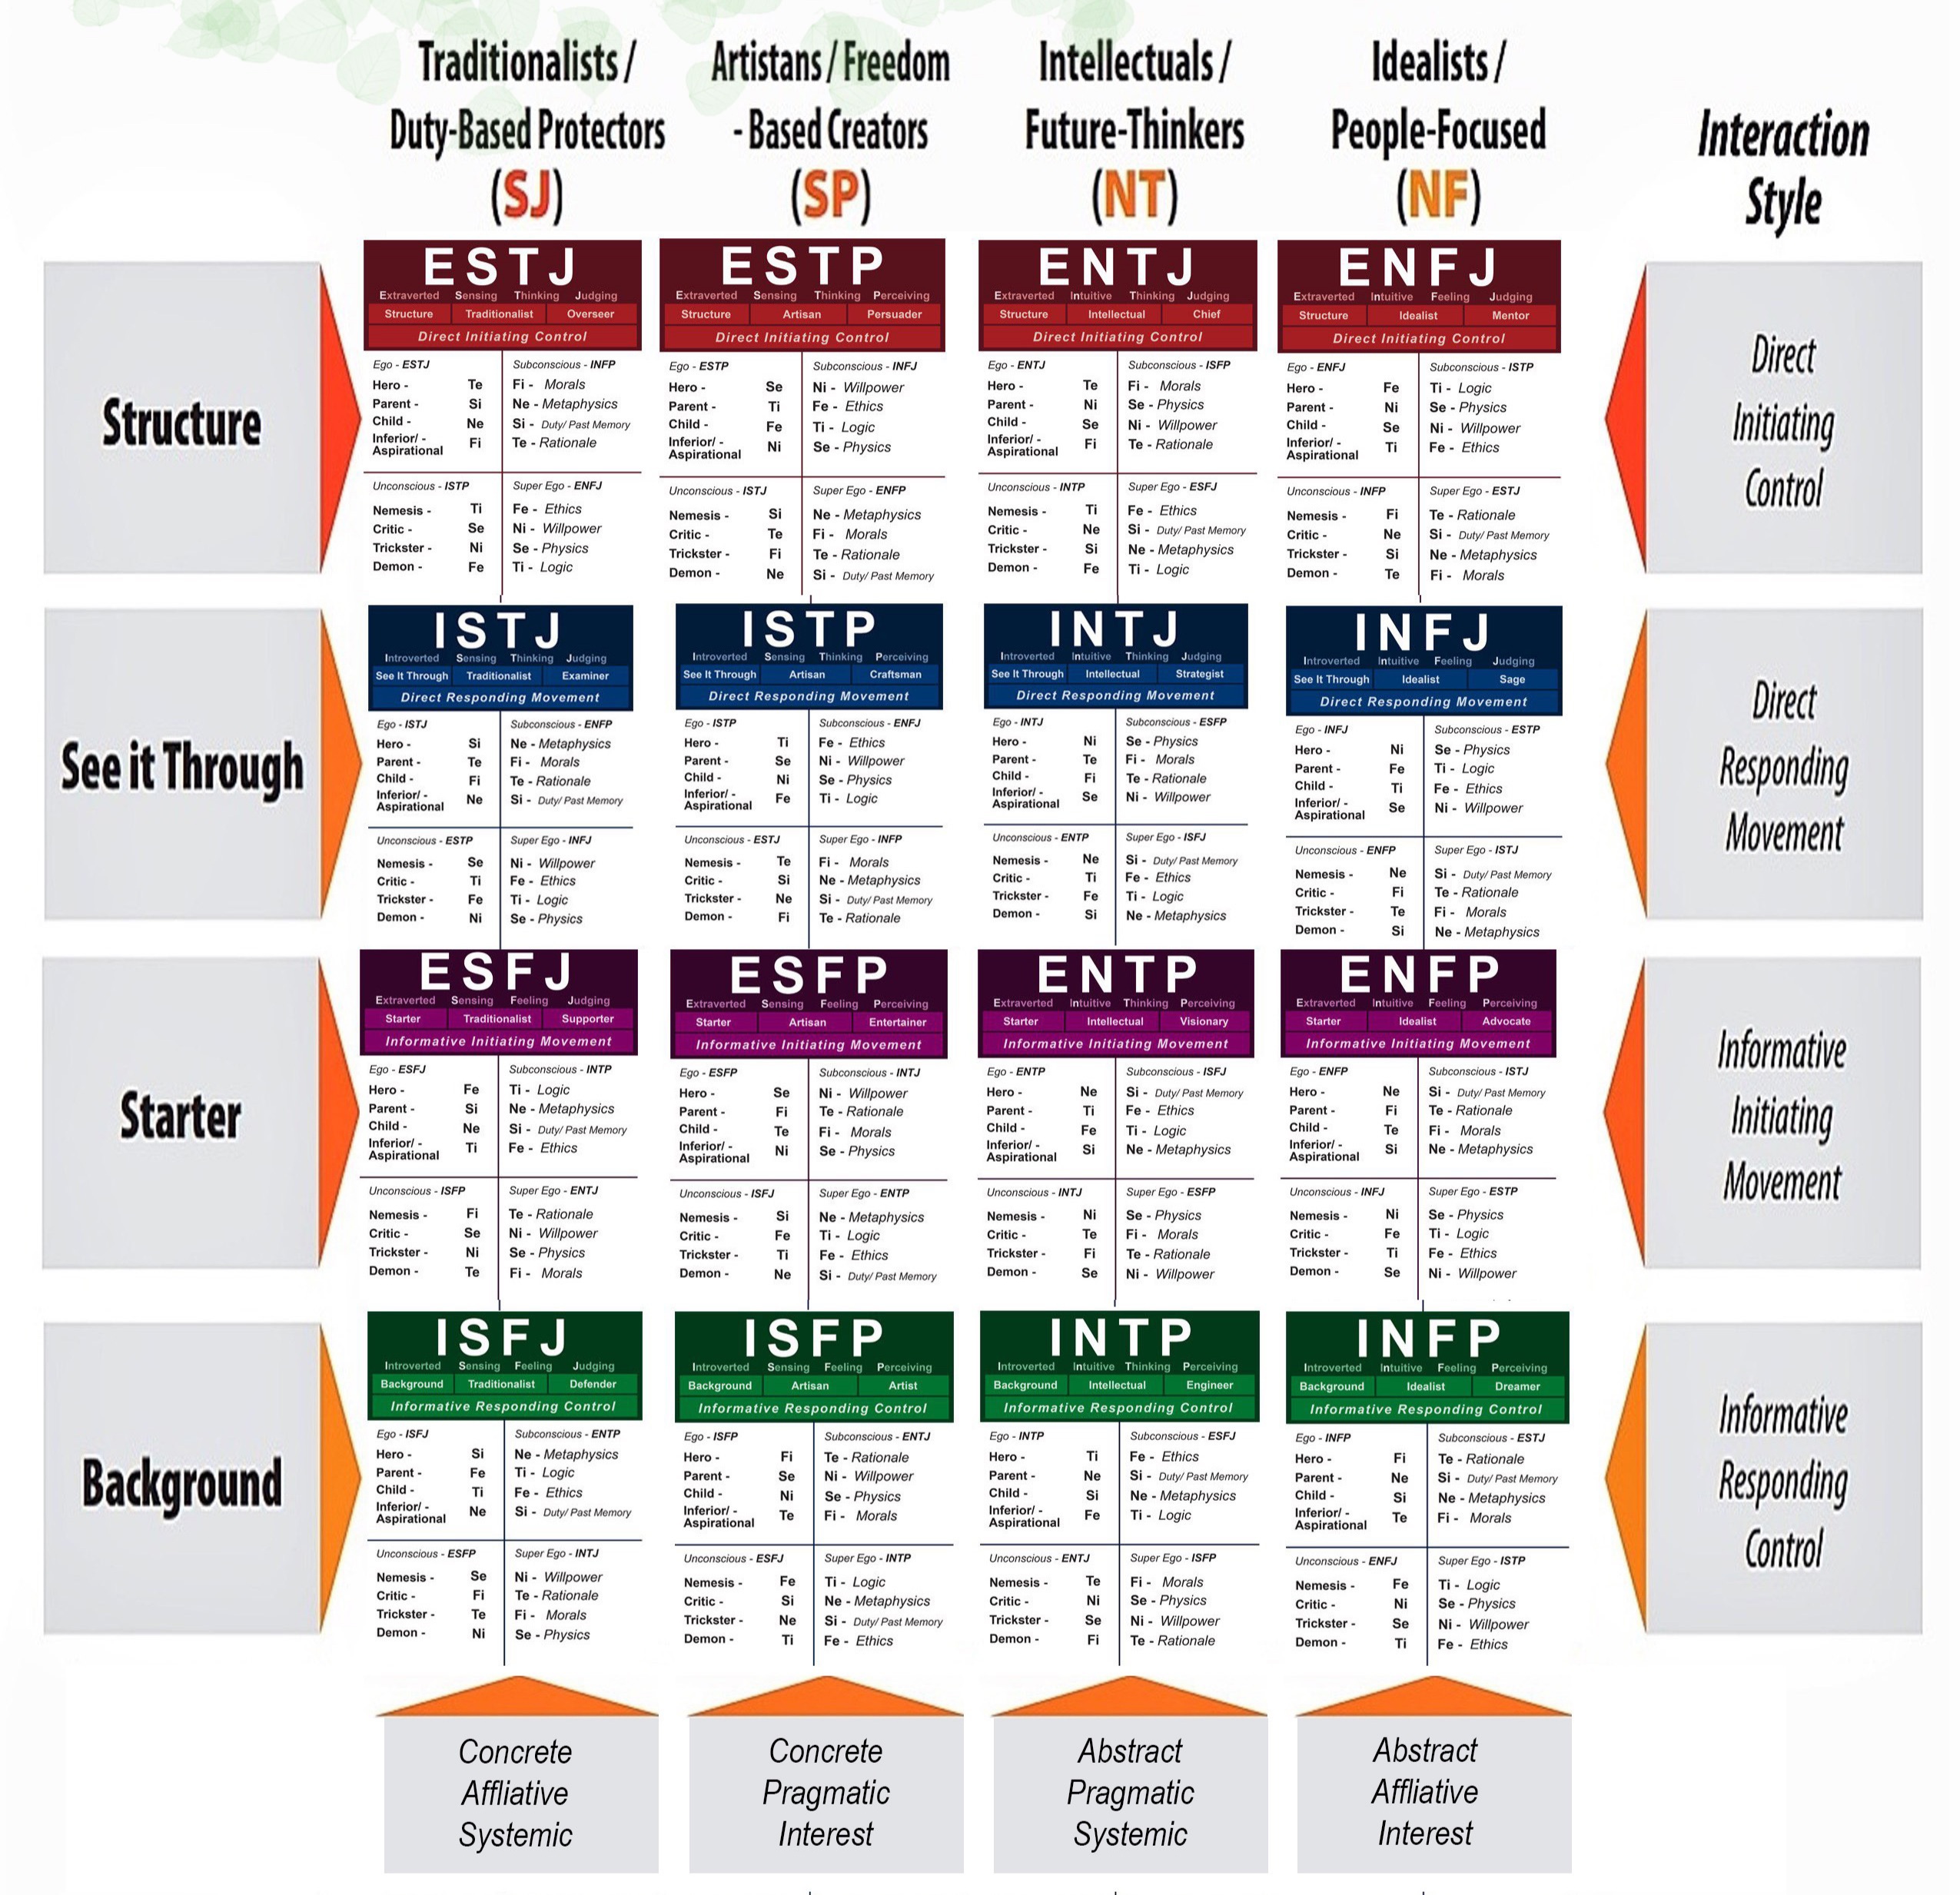 Traditionalists /
Duty-Based Protectors
(SJ)
Artistans / Freedom
- Based Creators
(SP)
Intellectuals /
Future-Thinkers
(NT)
Idealists /
People-Focused
(NF)
Interaction
Style
Structure
ESTJ
Extraverted Sensing Thinking Judging
Structure Traditionalist Overseer
Direct Initiating Control
Ego - ESTJ Subconscious - INFP
Hero - Te Fi - Morals
Parent - Si Ne - Metaphysics
Child - Ne Si - Duty/ Past Memory
Inferior/ -
Aspirational Fi Te - Rationale
Unconscious - ISTP Super Ego - ENFJ
Nemesis - Ti Fe - Ethics
Critic - Se Ni - Willpower
Trickster - Ni Se - Physics
Demon - Fe Ti - Logic
ESTP
Extraverted Sensing Thinking Perceiving
Structure Artisan Persuader
Direct Initiating Control
Ego - ESTP Subconscious - INFJ
Hero - Se Ni - Willpower
Parent - Ti Fe - Ethics
Child - Fe Ti - Logic
Inferior/ -
Aspirational Ni Se - Physics
Unconscious - ISTJ Super Ego - ENFP
Nemesis - Si Ne - Metaphysics
Critic - Te Fi - Morals
Trickster - Fi Te - Rationale
Demon - Ne Si - Duty/ Past Memory
ENTJ
Extraverted Intuitive Thinking Judging
Structure Intellectual Chief
Direct Initiating Control
Ego - ENTJ Subconscious - ISFP
Hero - Te Fi - Morals
Parent - Ni Se - Physics
Child - Se Ni - Willpower
Inferior/ -
Aspirational Fi Te - Rationale
Unconscious - INTP Super Ego - ESFJ
Nemesis - Ti Fe - Ethics
Critic - Ne Si - Duty/ Past Memory
Trickster - Si Ne - Metaphysics
Demon - Fe Ti - Logic
ENFJ
Extraverted Intuitive Feeling Judging
Structure Idealist Mentor
Direct Initiating Control
Ego - ENFJ Subconscious - ISTP
Hero - Fe Ti - Logic
Parent - Ni Se - Physics
Child - Se Ni - Willpower
Inferior/ -
Aspirational Ti Fe - Ethics
Unconscious - INFP Super Ego - ESTJ
Nemesis - Fi Te - Rationale
Critic - Ne Si - Duty/ Past Memory
Trickster - Si Ne - Metaphysics
Demon - Te Fi - Morals
Direct
Initiating
Control
See it Through
ISTJ
Introverted Sensing Thinking Judging
See It Through Traditionalist Examiner
Direct Responding Movement
Ego - ISTJ Subconscious - ENFP
Hero - Si Ne - Metaphysics
Parent - Te Fi - Morals
Child - Fi Te - Rationale
Inferior/ -
Aspirational Ne Si - Duty/ Past Memory
Unconscious - ESTP Super Ego - INFJ
Nemesis - Se Ni - Willpower
Critic - Ti Fe - Ethics
Trickster - Fe Ti - Logic
Demon - Ni Se - Physics
ISTP
Introverted Sensing Thinking Perceiving
See It Through Artisan Craftsman
Direct Responding Movement
Ego - ISTP Subconscious - ENFJ
Hero - Ti Fe - Ethics
Parent - Se Ni - Willpower
Child - Ni Se - Physics
Inferior/ -
Aspirational Fe Ti - Logic
Unconscious - ESTJ Super Ego - INFP
Nemesis - Te Fi - Morals
Critic - Si Ne - Metaphysics
Trickster - Ne Si - Duty/ Past Memory
Demon - Fi Te - Rationale
INTJ
Introverted Intuitive Thinking Judging
See It Through Intellectual Strategist
Direct Responding Movement
Ego - INTJ Subconscious - ESFP
Hero - Ni Se - Physics
Parent - Te Fi - Morals
Child - Fi Te - Rationale
Inferior/ -
Aspirational Se Ni - Willpower
Unconscious - ENTP Super Ego - ISFJ
Nemesis - Ne Si - Duty/ Past Memory
Critic - Ti Fe - Ethics
Trickster - Fe Ti - Logic
Demon - Si Ne - Metaphysics
INFJ
Introverted Intuitive Feeling Judging
See It Through Idealist Sage
Direct Responding Movement
Ego - INFJ Subconscious - ESTP
Hero - Ni Se - Physics
Parent - Fe Ti - Logic
Child - Ti Fe - Ethics
Inferior/ -
Aspirational Se Ni - Willpower
Unconscious - ENFP Super Ego - ISTJ
Nemesis - Ne Si - Duty/ Past Memory
Critic - Fi Te - Rationale
Trickster - Te Fi - Morals
Demon - Si Ne - Metaphysics
Direct
Responding
Movement
Starter
ESFJ
Extraverted Sensing Feeling Judging
Starter Traditionalist Supporter
Informative Initiating Movement
Ego - ESFJ Subconscious - INTP
Hero - Fe Ti - Logic
Parent - Si Ne - Metaphysics
Child - Ne Si - Duty/ Past Memory
Inferior/ -
Aspirational Ti Fe - Ethics
Unconscious - ISFP Super Ego - ENTJ
Nemesis - Fi Te - Rationale
Critic - Se Ni - Willpower
Trickster - Ni Se - Physics
Demon - Te Fi - Morals
ESFP
Extraverted Sensing Feeling Perceiving
Starter Artisan Entertainer
Informative Initiating Movement
Ego - ESFP Subconscious - INTJ
Hero - Se Ni - Willpower
Parent - Fi Te - Rationale
Child - Te Fi - Morals
Inferior/ -
Aspirational Ni Se - Physics
Unconscious - ISFJ Super Ego - ENTP
Nemesis - Si Ne - Metaphysics
Critic - Fe Ti - Logic
Trickster - Ti Fe - Ethics
Demon - Ne Si - Duty/ Past Memory
ENTP
Extraverted Intuitive Thinking Perceiving
Starter Intellectual Visionary
Informative Initiating Movement
Ego - ENTP Subconscious - ISFJ
Hero - Ne Si - Duty/ Past Memory
Parent - Ti Fe - Ethics
Child - Fe Ti - Logic
Inferior/ -
Aspirational Si Ne - Metaphysics
Unconscious - INTJ Super Ego - ESFP
Nemesis - Ni Se - Physics
Critic - Te Fi - Morals
Trickster - Fi Te - Rationale
Demon - Se Ni - Willpower
ENFP
Extraverted Intuitive Feeling Perceiving
Starter Idealist Advocate
Informative Initiating Movement
Ego - ENFP Subconscious - ISTJ
Hero - Ne Si - Duty/ Past Memory
Parent - Fi Te - Rationale
Child - Te Fi - Morals
Inferior/ -
Aspirational Si Ne - Metaphysics
Unconscious - INFJ Super Ego - ESTP
Nemesis - Ni Se - Physics
Critic - Fe Ti - Logic
Trickster - Ti Fe - Ethics
Demon - Se Ni - Willpower
Informative
Initiating
Movement
Background
ISFJ
Introverted Sensing Feeling Judging
Background Traditionalist Defender
Informative Responding Control
Ego - ISFJ Subconscious - ENTP
Hero - Si Ne - Metaphysics
Parent - Fe Ti - Logic
Child - Ti Fe - Ethics
Inferior/ -
Aspirational Ne Si - Duty/ Past Memory
Unconscious - ESFP Super Ego - INTJ
Nemesis - Se Ni - Willpower
Critic - Fi Te - Rationale
Trickster - Te Fi - Morals
Demon - Ni Se - Physics
ISFP
Introverted Sensing Feeling Perceiving
Background Artisan Artist
Informative Responding Control
Ego - ISFP Subconscious - ENTJ
Hero - Fi Te - Rationale
Parent - Se Ni - Willpower
Child - Ni Se - Physics
Inferior/ -
Aspirational Te Fi - Morals
Unconscious - ESFJ Super Ego - INTP
Nemesis - Fe Ti - Logic
Critic - Si Ne - Metaphysics
Trickster - Ne Si - Duty/ Past Memory
Demon - Ti Fe - Ethics
INTP
Introverted Intuitive Thinking Perceiving
Background Intellectual Engineer
Informative Responding Control
Ego - INTP Subconscious - ESFJ
Hero - Ti Fe - Ethics
Parent - Ne Si - Duty/ Past Memory
Child - Si Ne - Metaphysics
Inferior/ -
Aspirational Fe Ti - Logic
Unconscious - ENTJ Super Ego - ISFP
Nemesis - Te Fi - Morals
Critic - Ni Se - Physics
Trickster - Se Ni - Willpower
Demon - Fi Te - Rationale
INFP
Introverted Intuitive Feeling Perceiving
Background Idealist Dreamer
Informative Responding Control
Ego - INFP Subconscious - ESTJ
Hero - Fi Te - Rationale
Parent - Ne Si - Duty/ Past Memory
Child - Si Ne - Metaphysics
Inferior/ -
Aspirational Te Fi - Morals
Unconscious - ENFJ Super Ego - ISTP
Nemesis - Fe Ti - Logic
Critic - Ni Se - Physics
Trickster - Se Ni - Willpower
Demon - Ti Fe - Ethics
Informative
Responding
Control
Concrete
Affliative
Systemic
Concrete
Pragmatic
Interest
Abstract
Pragmatic
Systemic
Abstract
Affliative
Interest